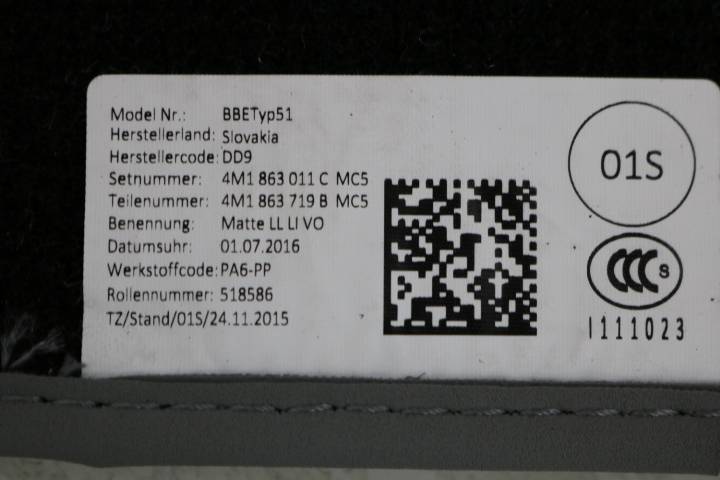 Model Nr.: BBETyp51
Herstellerland: Slovakia
Herstellercode: DD9
Setnummer: 4M1 863 011 C MC5
Teilenummer: 4M1 863 719 B MC5
Benennung: Matte LL LI VO
Datumsuhr: 01.07.2016
Werkstoffcode: PA6-PP
Rollennummer: 518586
TZ/Stand/01S/24.11.2015
01S
CCC S
I111023